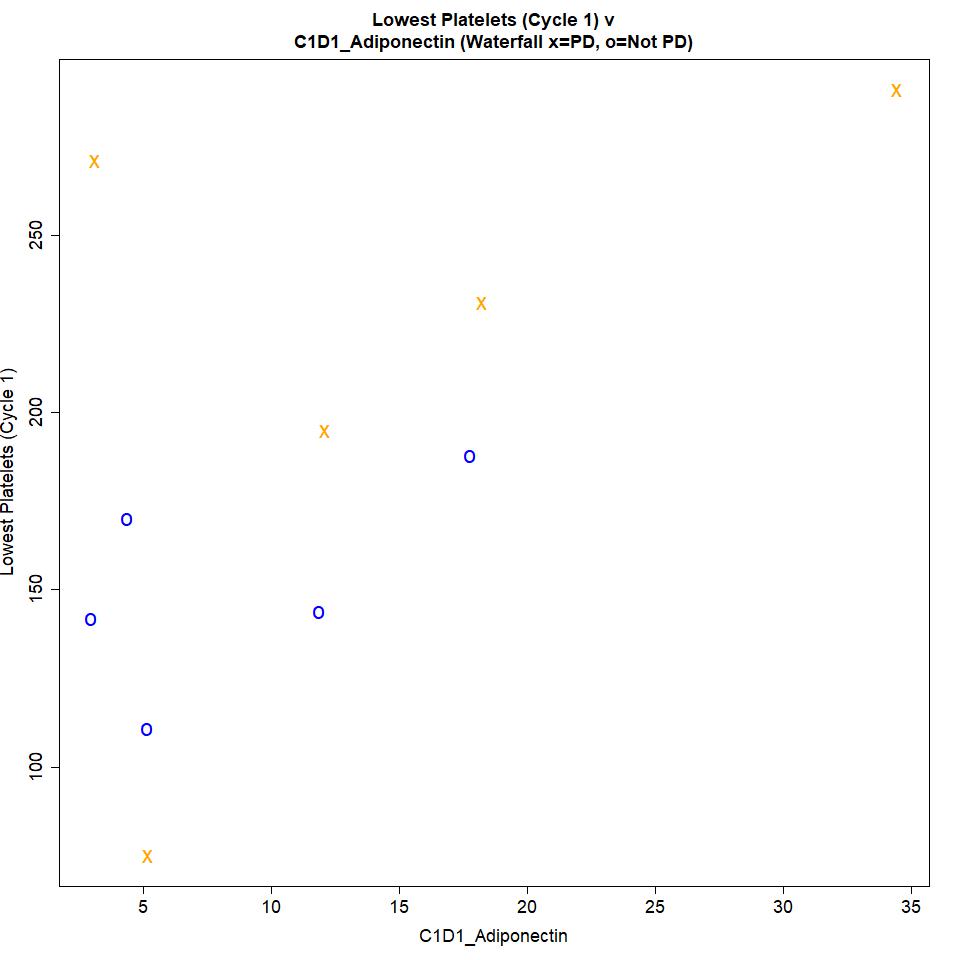 Lowest Platelets (Cycle 1) v
C1D1_Adiponectin (Waterfall x=PD, o=Not PD)
Lowest Platelets (Cycle 1)
250
200
150
100
X
X
X
X
O
O
O
O
O
X
5
10
15
20
25
30
35
C1D1_Adiponectin